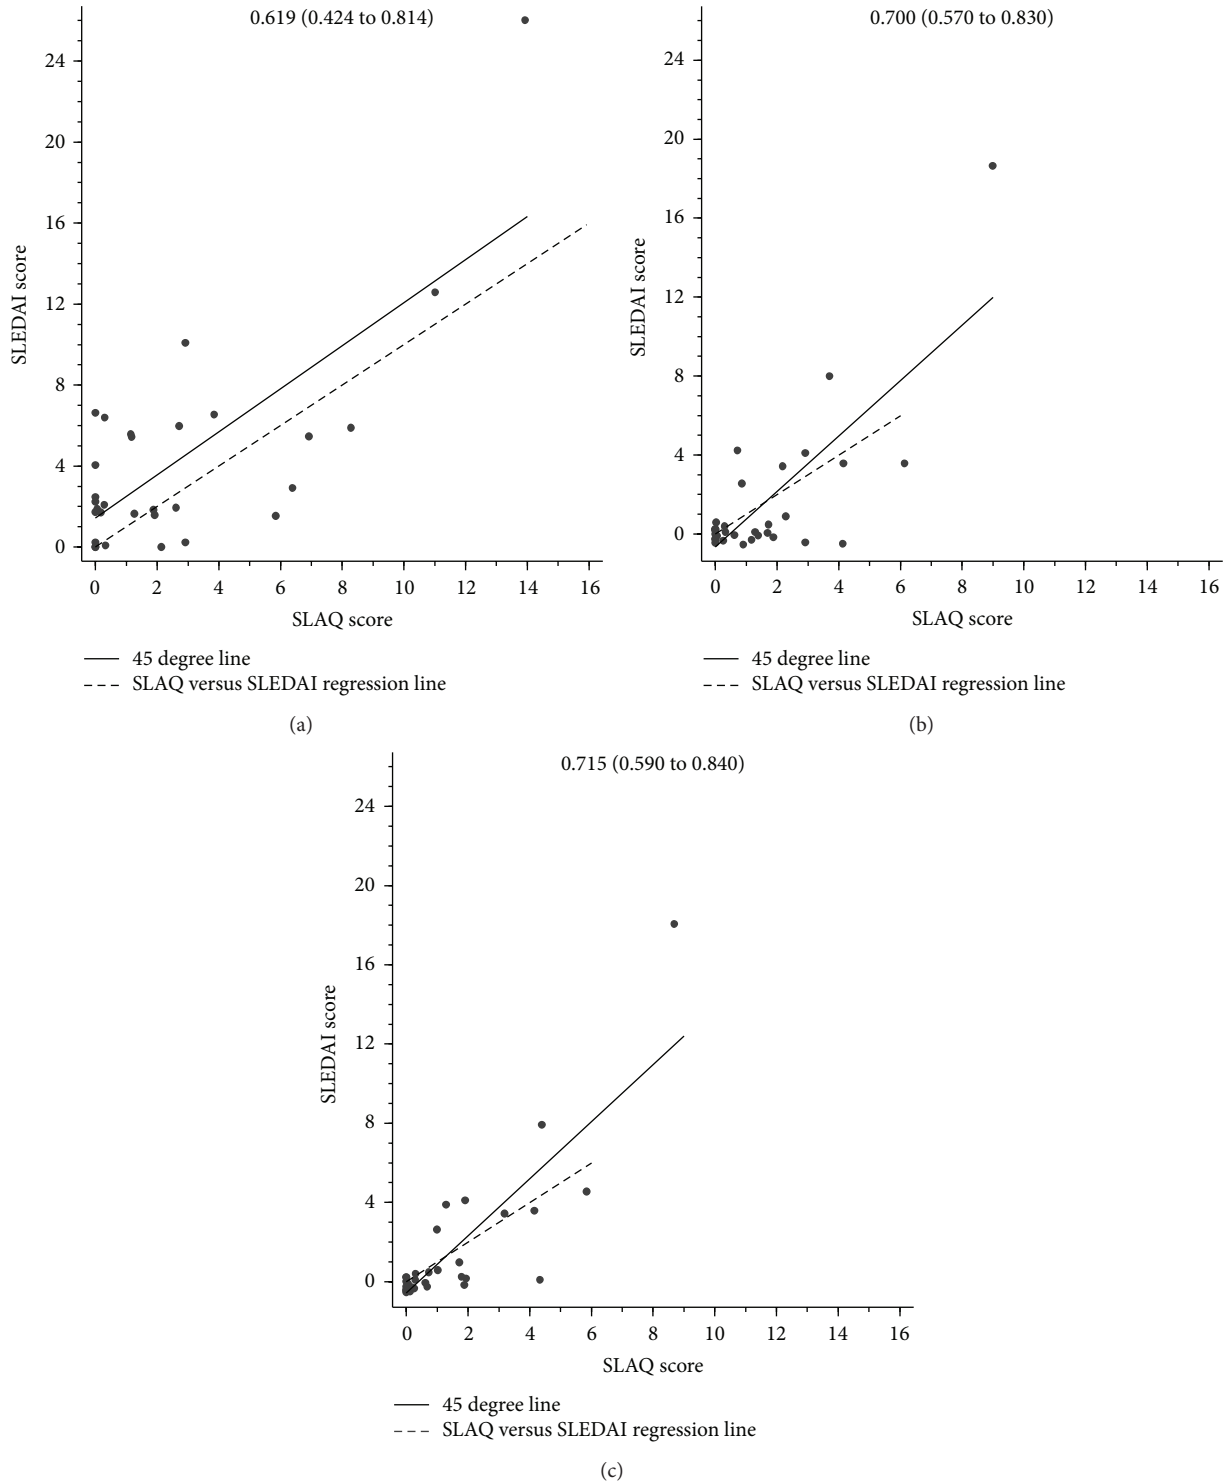 0.619 (0.424 to 0.814)
24
20
16
12
8
4
0
SLEDAI score
0 2 4 6 8 10 12 14 16
SLAQ score
45 degree line
SLAQ versus SLEDAI regression line
(a)
0.700 (0.570 to 0.830)
24
20
16
12
8
4
0
SLEDAI score
0 2 4 6 8 10 12 14 16
SLAQ score
45 degree line
SLAQ versus SLEDAI regression line
(b)
0.715 (0.590 to 0.840)
24
20
16
12
8
4
0
SLEDAI score
0 2 4 6 8 10 12 14 16
SLAQ score
45 degree line
SLAQ versus SLEDAI regression line
(c)